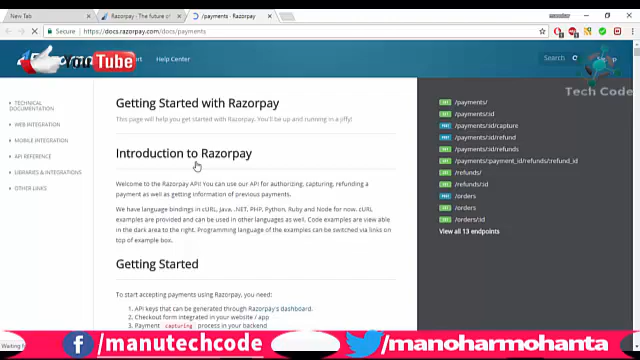 New Tab
Razorpay - The future of
/payments - Razorpay
https://docs.razorpay.com/docs/payments
YouTube
Help Center
Search
Tech Code
TECHNICAL DOCUMENTATION
WEB INTEGRATION
MOBILE INTEGRATION
API REFERENCE
LIBRARIES & INTEGRATIONS
OTHER LINKS
Getting Started with Razorpay
This page will help you get started with Razorpay. You'll be up and running in a jiffy!
Introduction to Razorpay
Welcome to the Razorpay API! You can use our API for authorizing, capturing, refunding a
payment as well as getting information of previous payments.
We have language bindings in cURL, Java, .NET, PHP, Python, Ruby and Node for now. cURL
examples are provided and can be used in other languages as well. Code examples are view able
in the dark area to the right. Programming language of the examples can be switched via links on
top of example box.
Getting Started
To start accepting payments using Razorpay, you need:
1. API keys that can be generated through Razorpay's dashboard.
2. Checkout form integrated in your website / app
3. Payment capturing process in your backend
/payments/
/payments/:id
/payments/:id/capture
/payments/:id/refund
/payments/:id/refunds
/payments/:payment_id/refunds/:refund_id
/refunds/
/refunds/:id
/orders
/orders
/orders/:id
View all 13 endpoints
/manutechcode
/manoharmohanta